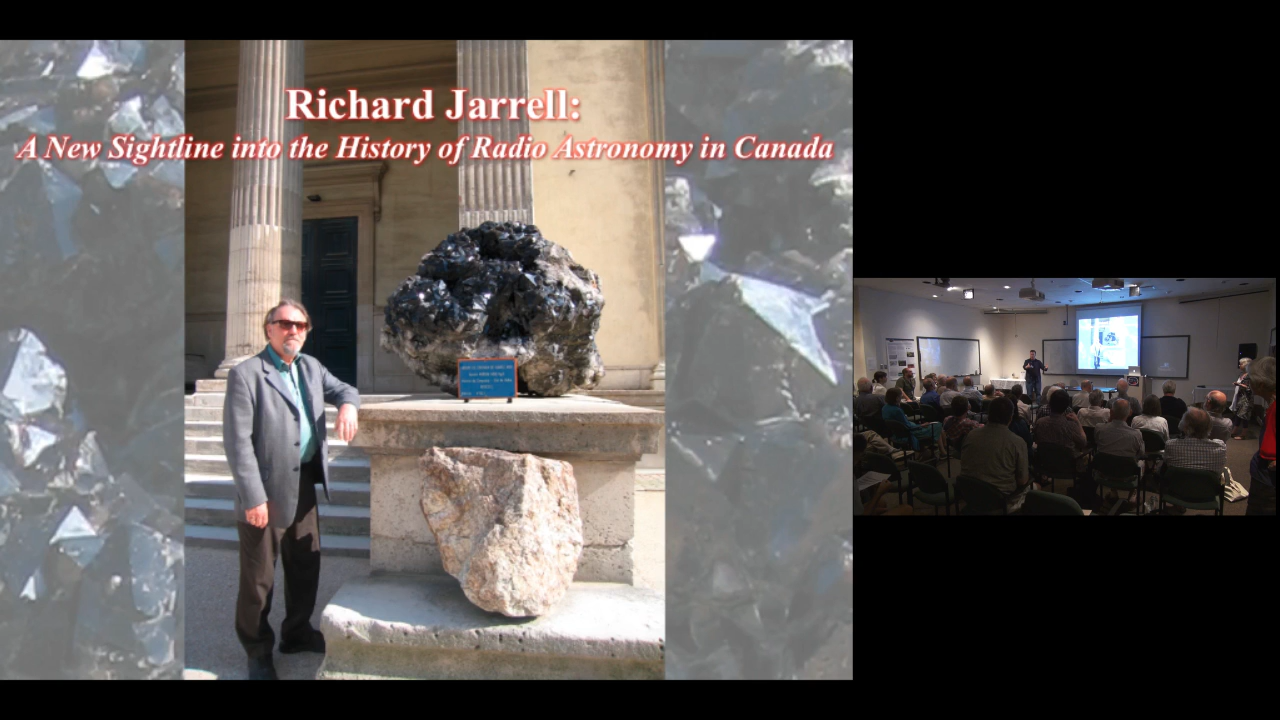 Richard Jarrell:
A New Sightline into the History of Radio Astronomy in Canada